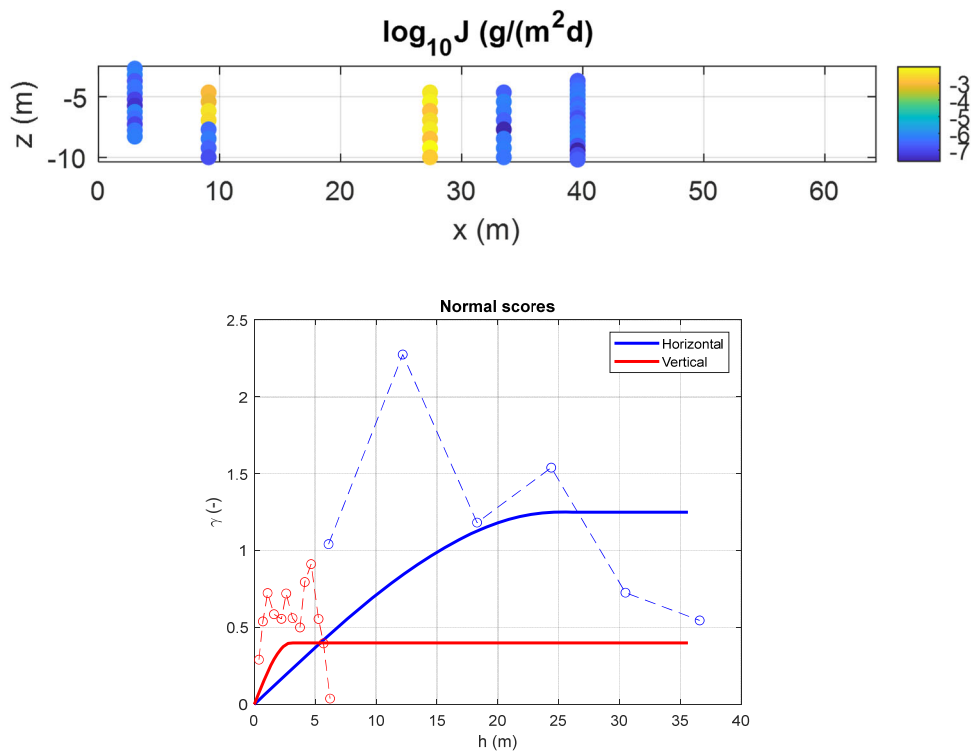 log₁₀J (g/(m²d)
z (m)
-5
-10
0 10 20 30 40 50 60
x (m)
-3
-4
-5
-6
-7
Normal scores
2.5
2
1.5
1
0.5
0
γ (-)
Horizontal
Vertical
0 5 10 15 20 25 30 35 40
h (m)